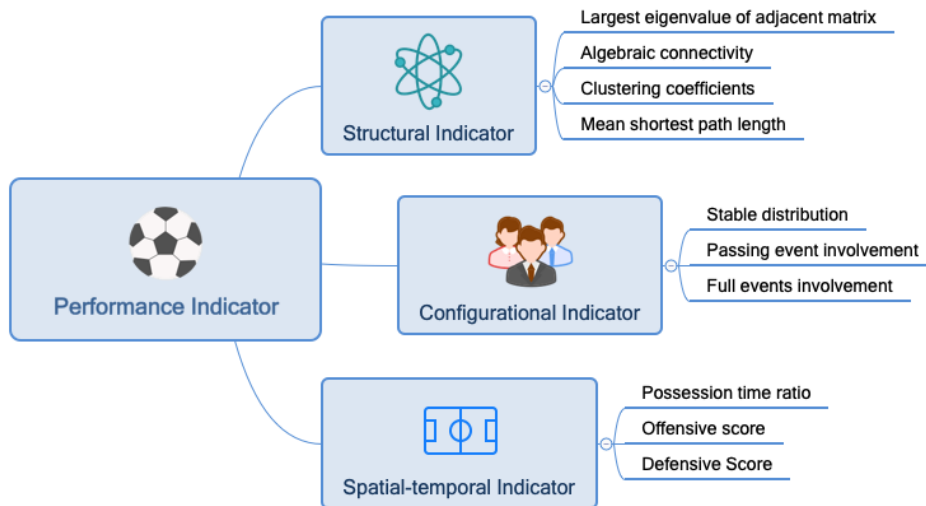 Largest eigenvalue of adjacent matrix
Algebraic connectivity
Clustering coefficients
Mean shortest path length
Structural Indicator
Performance Indicator
Stable distribution
Passing event involvement
Full events involvement
Configurational Indicator
Possession time ratio
Offensive score
Defensive Score
Spatial-temporal Indicator